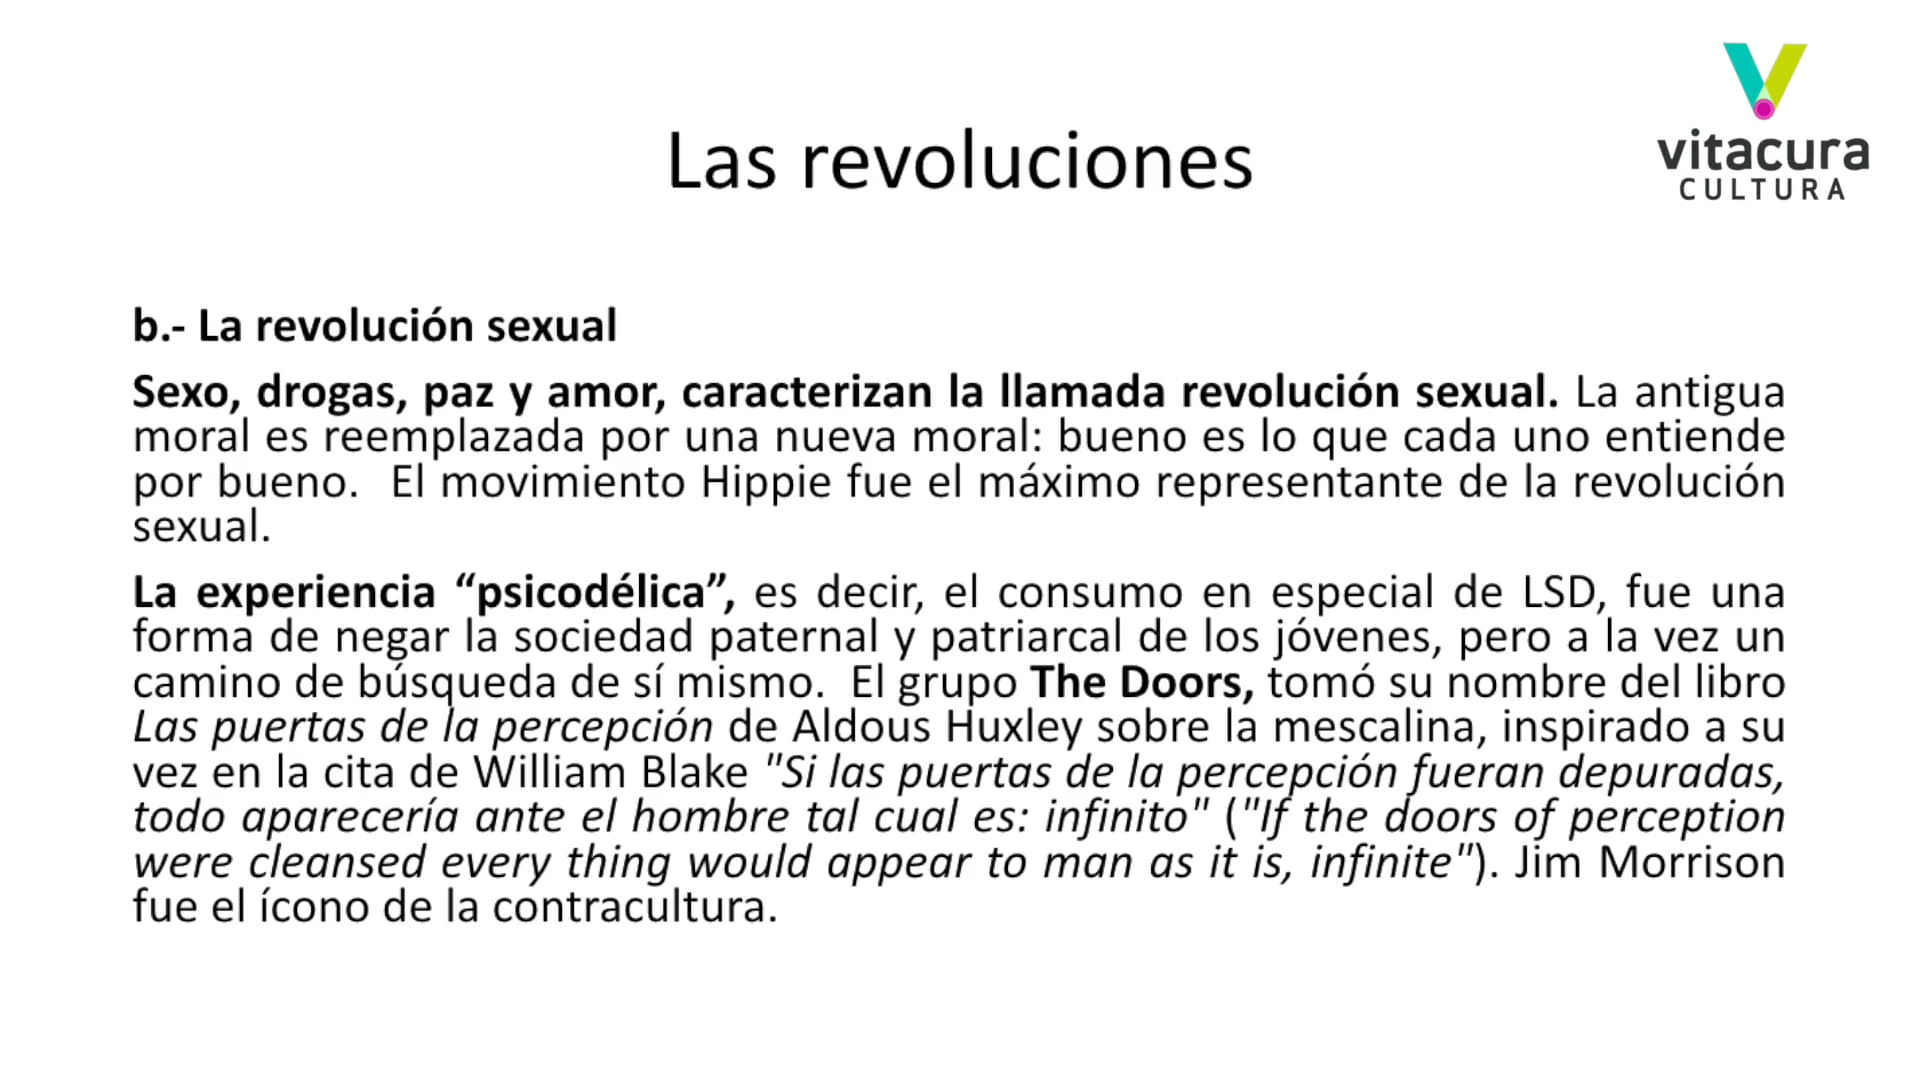 vitacura
CULTURA
Las revoluciones
b.- La revolución sexual
Sexo, drogas, paz y amor, caracterizan la llamada revolución sexual. La antigua
moral es reemplazada por una nueva moral: bueno es lo que cada uno entiende
por bueno.  El movimiento Hippie fue el máximo representante de la revolución
sexual.
La experiencia “psicodélica”, es decir, el consumo en especial de LSD, fue una
forma de negar la sociedad paternal y patriarcal de los jóvenes, pero a la vez un
camino de búsqueda de sí mismo.  El grupo The Doors, tomó su nombre del libro
Las puertas de la percepción de Aldous Huxley sobre la mescalina, inspirado a su
vez en la cita de William Blake "Si las puertas de la percepción fueran depuradas,
todo aparecería ante el hombre tal cual es: infinito" ("If the doors of perception
were cleansed every thing would appear to man as it is, infinite"). Jim Morrison
fue el ícono de la contracultura.